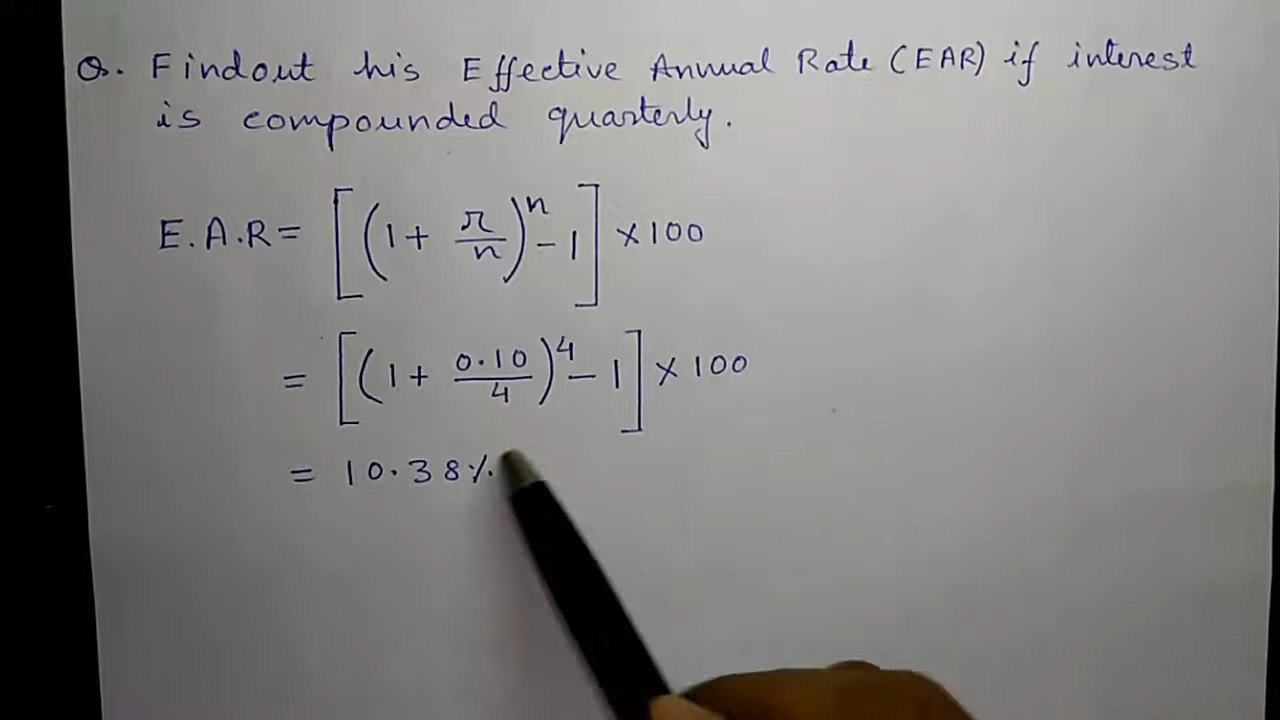 Q. Findout his Effective Annual Rate (EAR) if interest
is compounded quarterly.
E.A.R = [(1 + r/n)^n - 1] × 100
= [(1 + 0.10/4)^4 - 1] × 100
= 10.38%